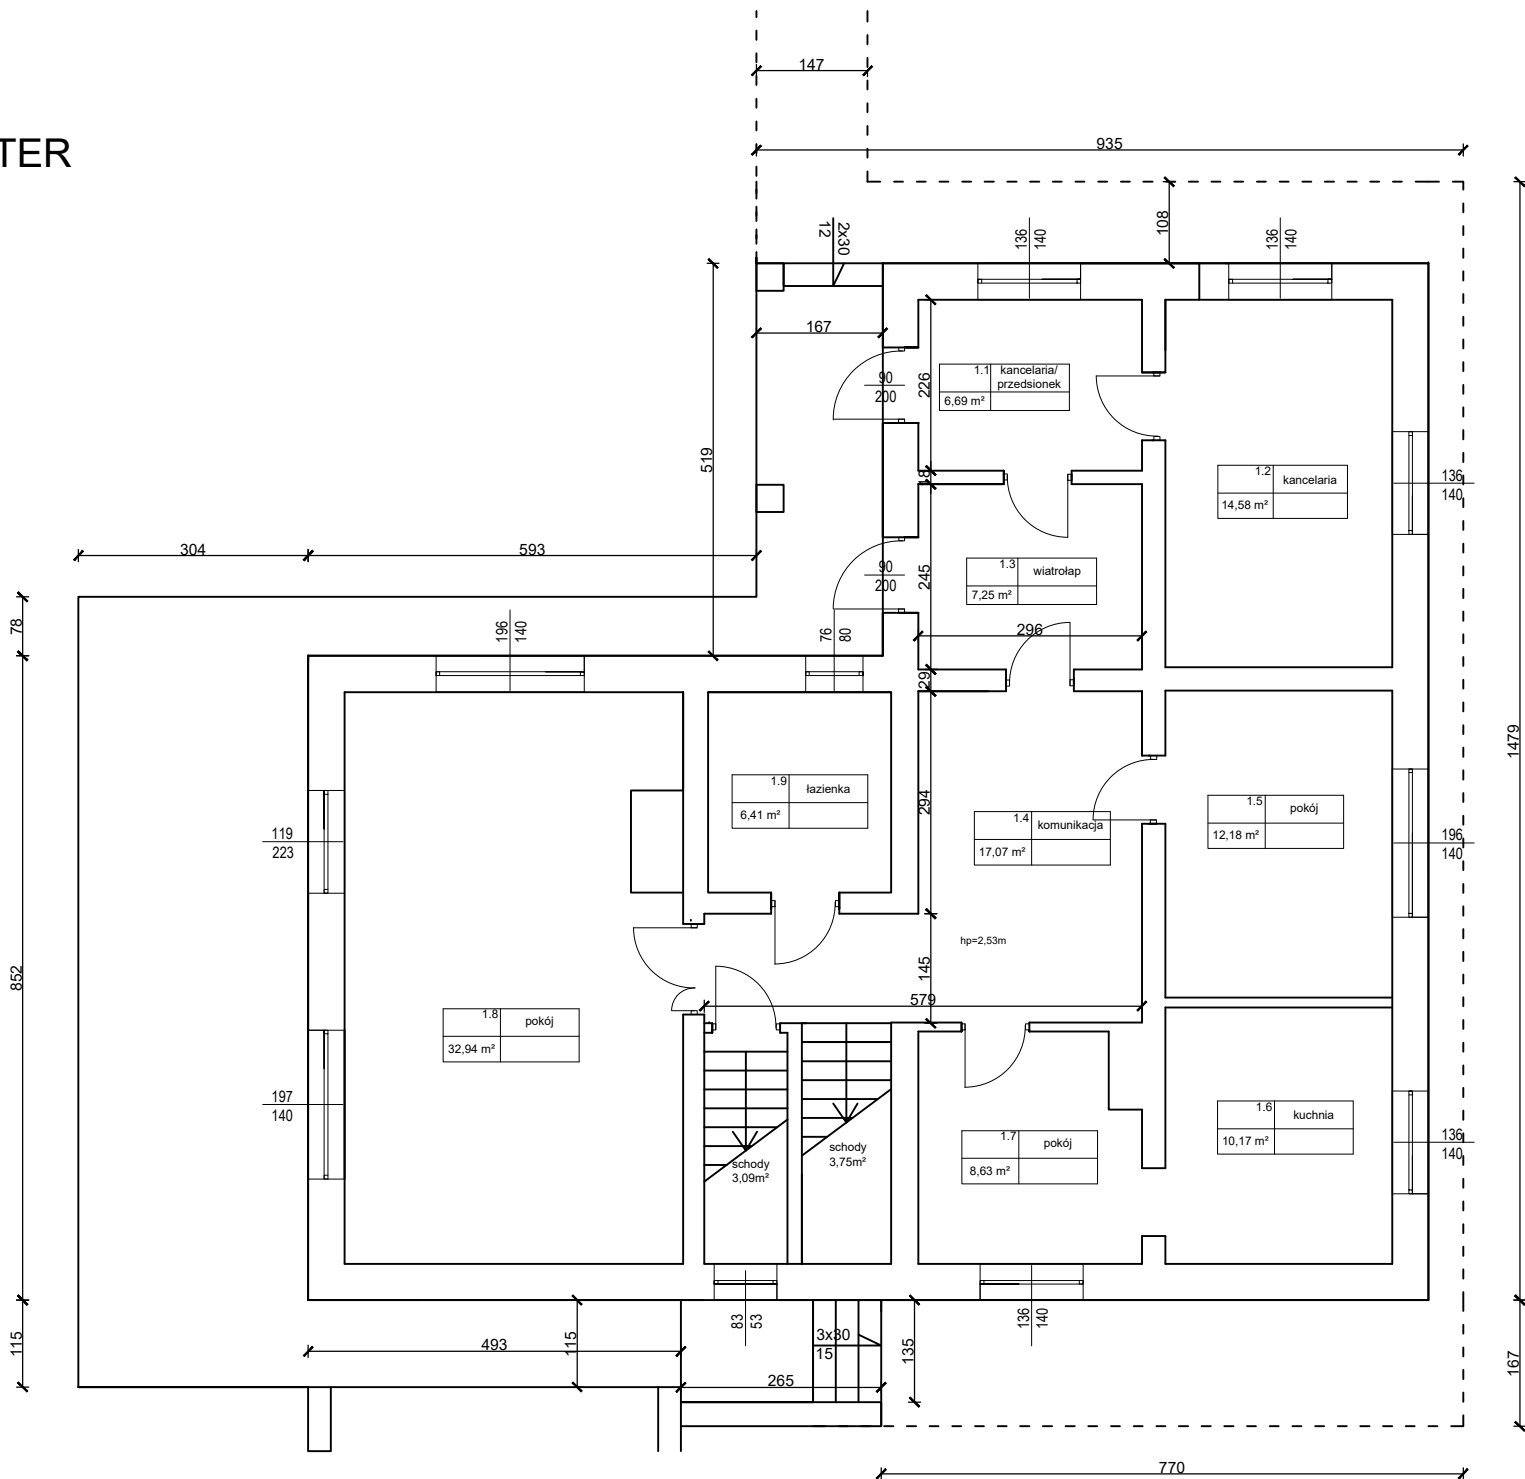 147
TER
935
108
2x30
12
136
140
136
140
167
226
90
200
1.1
kancelaria/
przedsionek
6,69 m²
519
18
1.2
kancelaria
14,58 m²
136
140
304
593
90
200
245
1.3
wiatrołap
7,25 m²
78
196
140
76
80
296
29
1479
1.9
łazienka
6,41 m²
294
1.4
komunikacja
17,07 m²
1.5
pokój
12,18 m²
119
223
196
140
hp=2,53m
852
145
579
1.8
pokój
32,94 m²
197
140
1.6
kuchnia
10,17 m²
1.7
pokój
8,63 m²
136
140
schody
3,09m²
schody
3,75m²
115
493
115
83
53
3x30
15
135
136
140
167
265
770